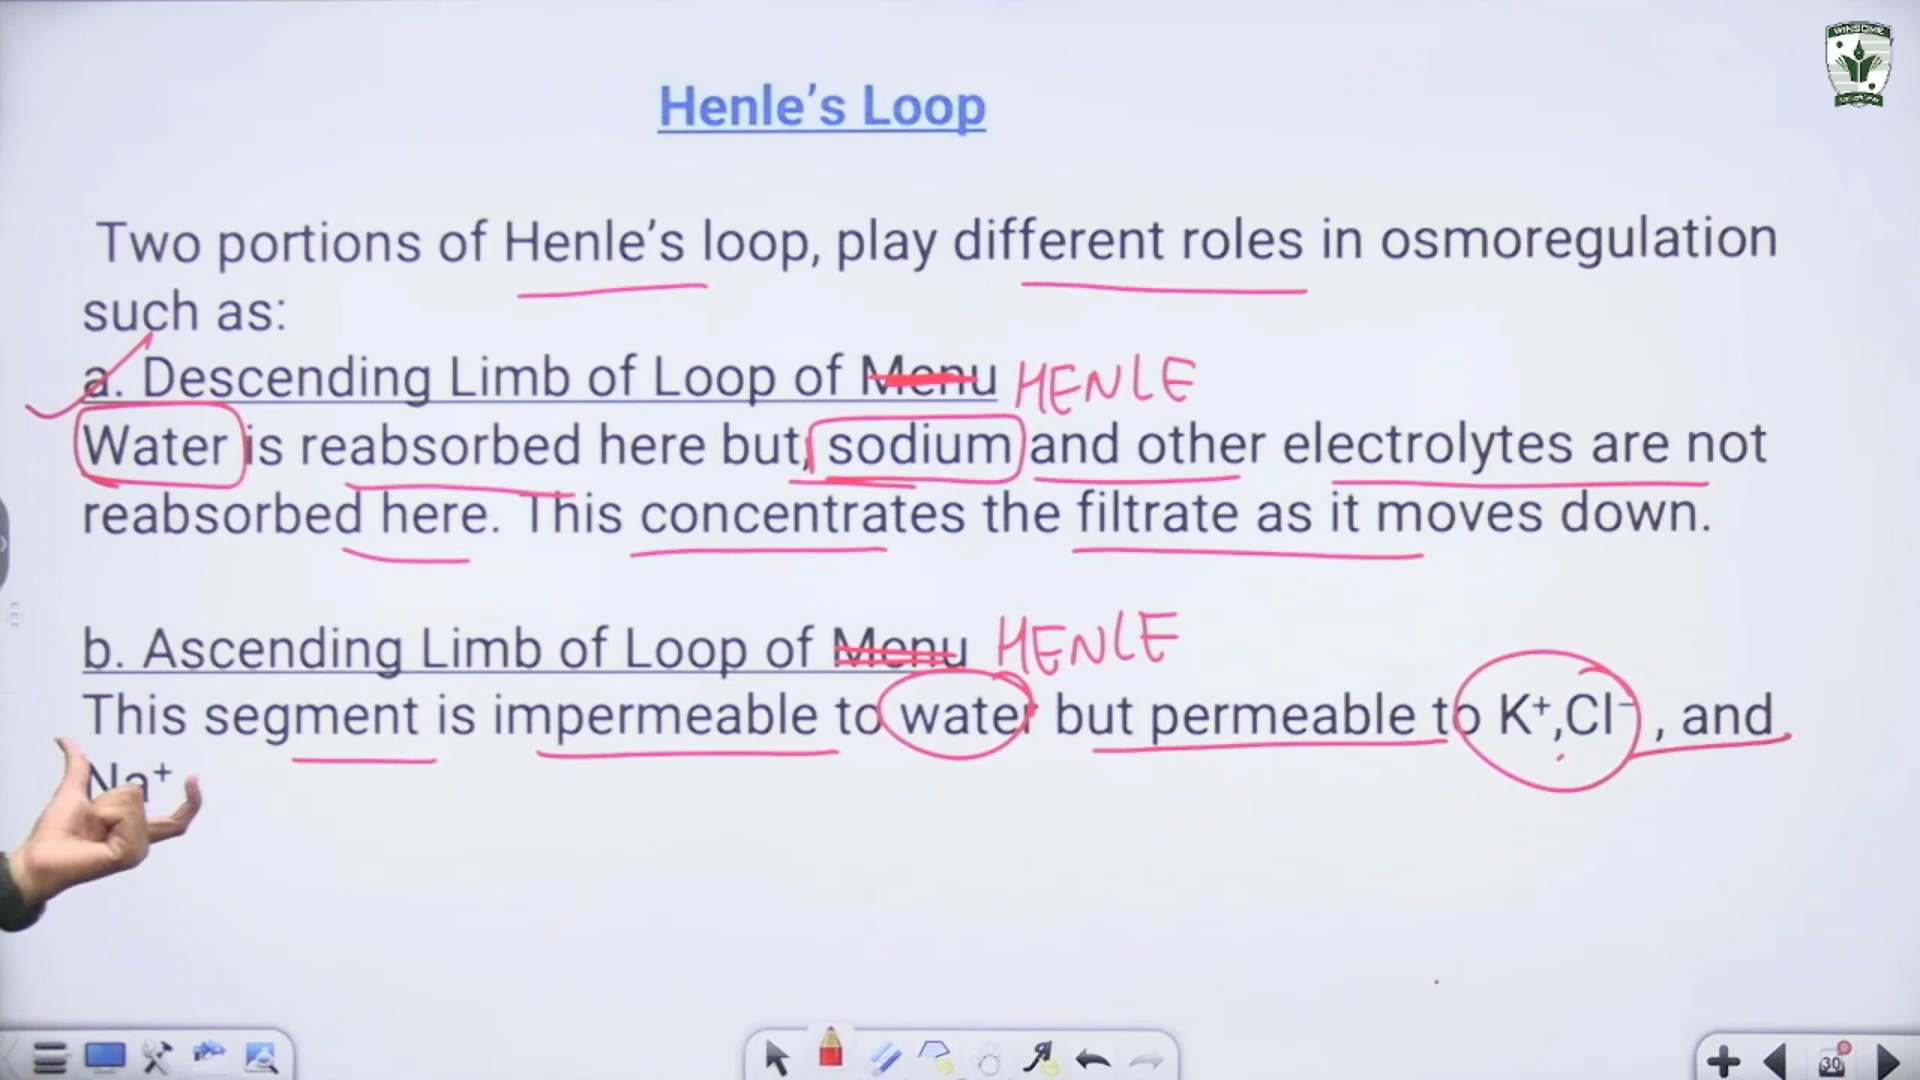 WINSOME
Henle's Loop
Two portions of Henle's loop, play different roles in osmoregulation
such as:
a. Descending Limb of Loop of Menu HENLE
Water is reabsorbed here but, sodium and other electrolytes are not
reabsorbed here. This concentrates the filtrate as it moves down.
b. Ascending Limb of Loop of Menu HENLE
This segment is impermeable to water but permeable to K⁺,Cl⁻ , and
Na⁺
30